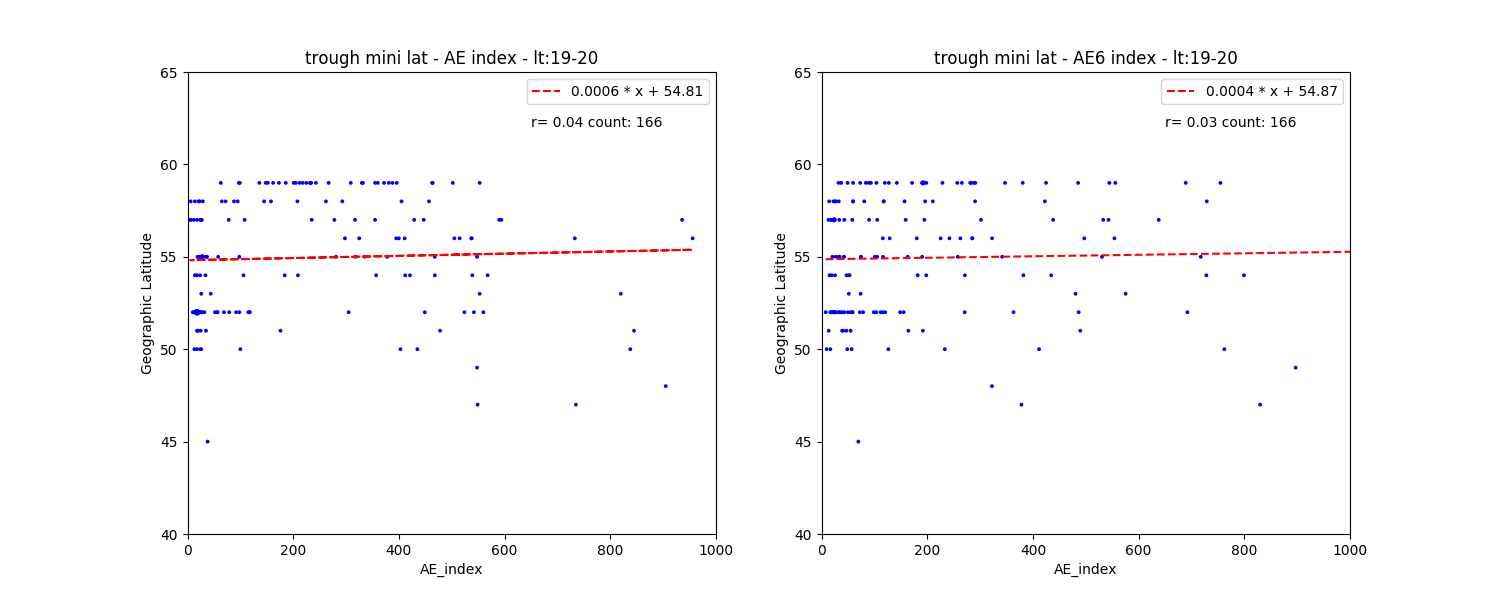 trough mini lat - AE index - lt:19-20
0.0006 * x + 54.81
r= 0.04 count: 166
65
60
55
50
45
40
Geographic Latitude
0 200 400 600 800 1000
AE_index
trough mini lat - AE6 index - lt:19-20
0.0004 * x + 54.87
r= 0.03 count: 166
65
60
55
50
45
40
Geographic Latitude
0 200 400 600 800 1000
AE_index